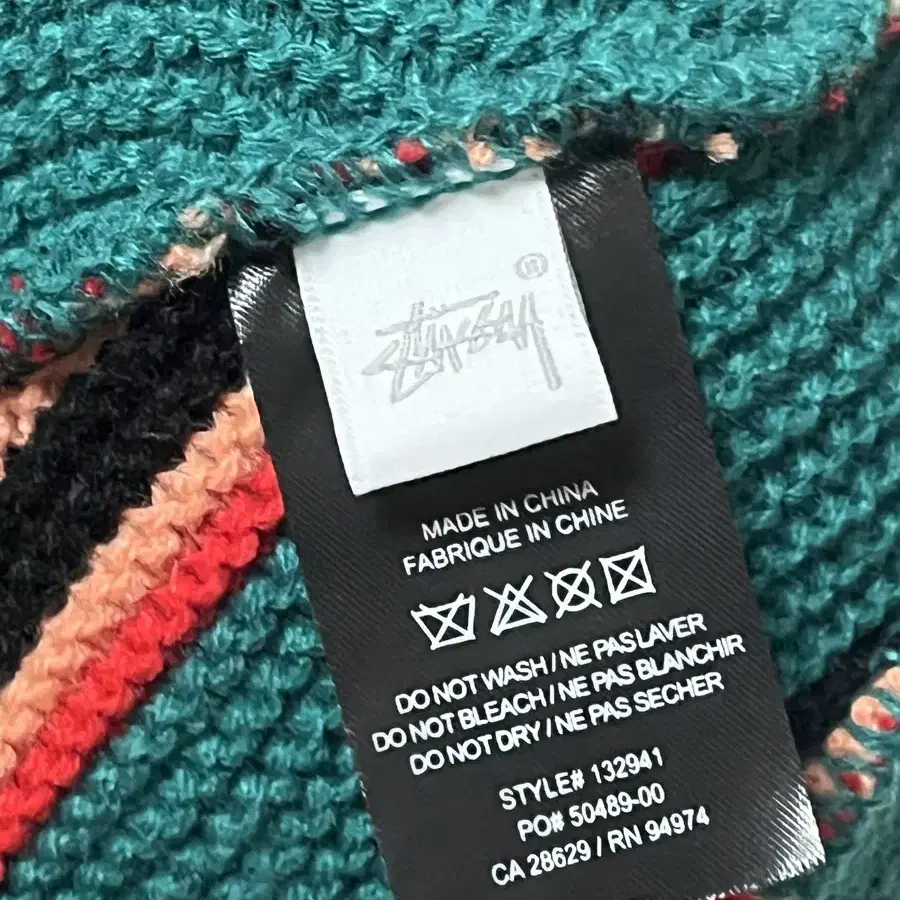 STÜSSY ®
MADE IN CHINA
FABRIQUE IN CHINE
DO NOT WASH / NE PAS LAVER
DO NOT BLEACH / NE PAS BLANCHIR
DO NOT DRY / NE PAS SECHER
STYLE# 132941
PO# 50489-00
CA 28629 / RN 94974